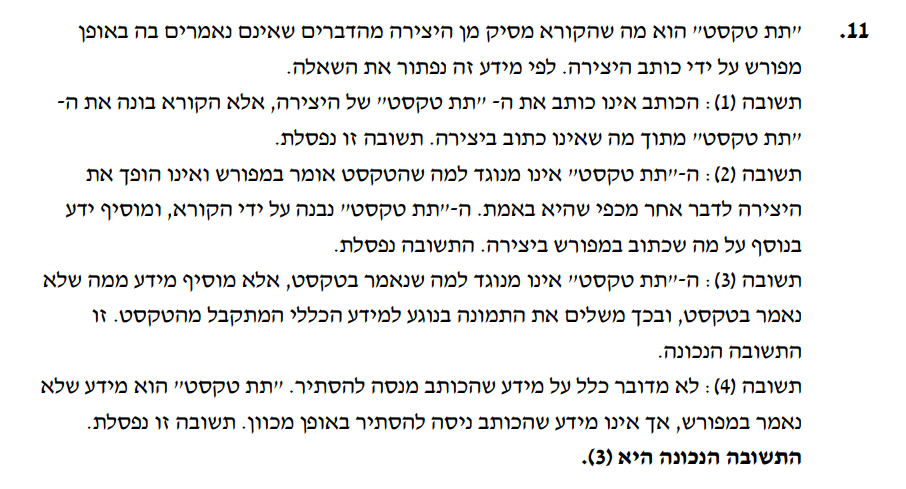 11. ״תת טקסט״ הוא מה שהקורא מסיק מן היצירה מהדברים שאינם נאמרים בה באופן
מפורש על ידי כותב היצירה. לפי מידע זה נפתור את השאלה.
תשובה (1): הכותב אינו כותב את ה- ״תת טקסט״ של היצירה, אלא הקורא בונה את ה-
״תת טקסט״ מתוך מה שאינו כתוב ביצירה. תשובה זו נפסלת.
תשובה (2): ה-״תת טקסט״ אינו מנוגד למה שהטקסט אומר במפורש ואינו הופך את
היצירה לדבר אחר מכפי שהיא באמת. ה-״תת טקסט״ נבנה על ידי הקורא, ומוסיף ידע
בנוסף על מה שכתוב במפורש ביצירה. התשובה נפסלת.
תשובה (3): ה-״תת טקסט״ אינו מנוגד למה שנאמר בטקסט, אלא מוסיף מידע ממה שלא
נאמר בטקסט, ובכך משלים את התמונה בנוגע למידע הכללי המתקבל מהטקסט. זו
התשובה הנכונה.
תשובה (4): לא מדובר כלל על מידע שהכותב מנסה להסתיר. ״תת טקסט״ הוא מידע שלא
נאמר במפורש, אך אינו מידע שהכותב ניסה להסתיר באופן מכוון. תשובה זו נפסלת.
התשובה הנכונה היא (3).